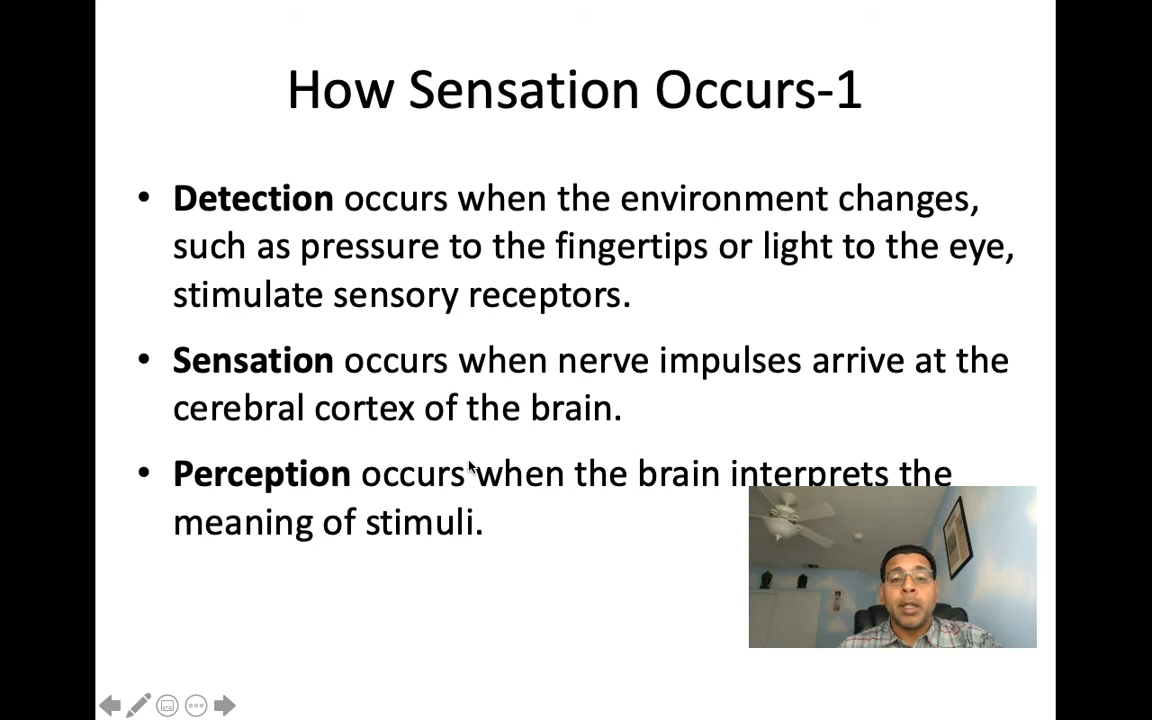 How Sensation Occurs-1
• Detection occurs when the environment changes,
such as pressure to the fingertips or light to the eye,
stimulate sensory receptors.
• Sensation occurs when nerve impulses arrive at the
cerebral cortex of the brain.
• Perception occurs when the brain interprets the
meaning of stimuli.